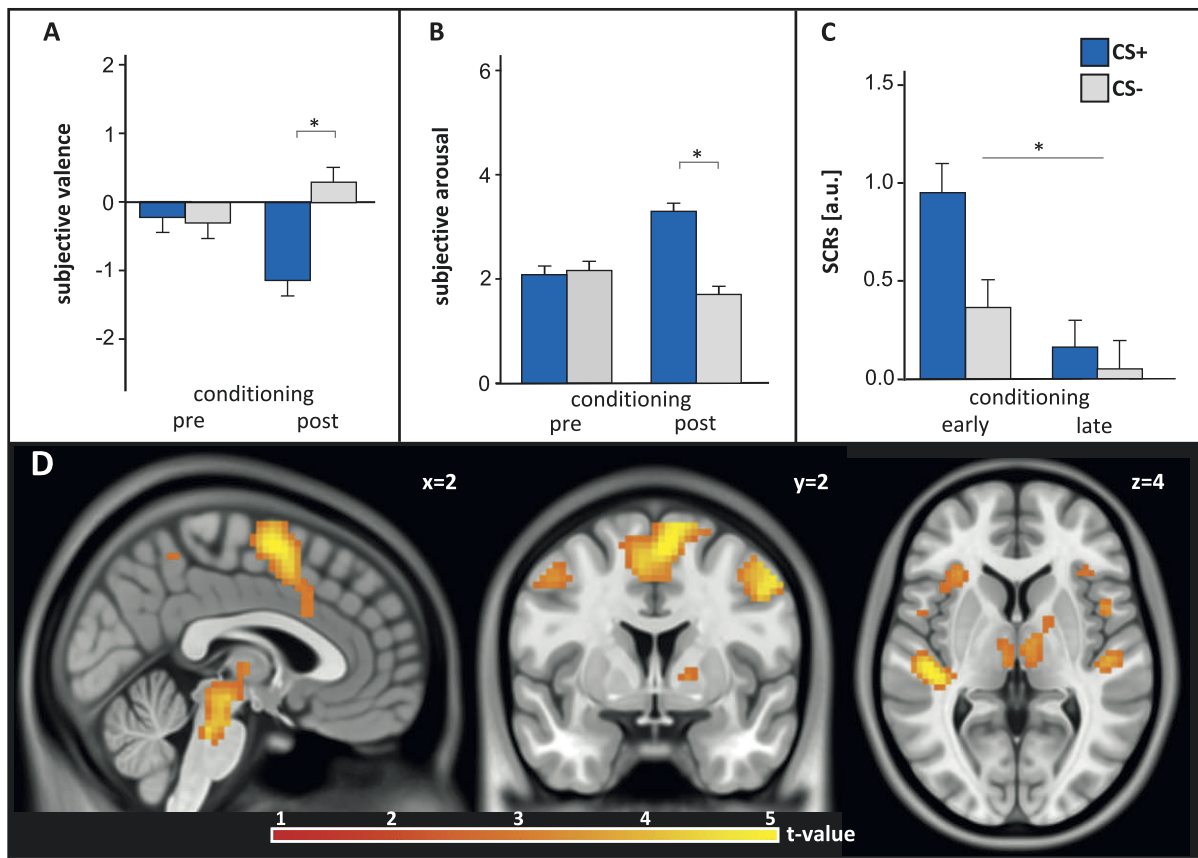 A
subjective valence
2
1
0
-1
-2
*
conditioning
pre post
B
subjective arousal
6
4
2
0
*
conditioning
pre post
C
CS+
CS-
SCRs [a.u.]
1.5
1.0
0.5
0.0
*
conditioning
early late
D
x=2
y=2
z=4
1 2 3 4 5
t-value